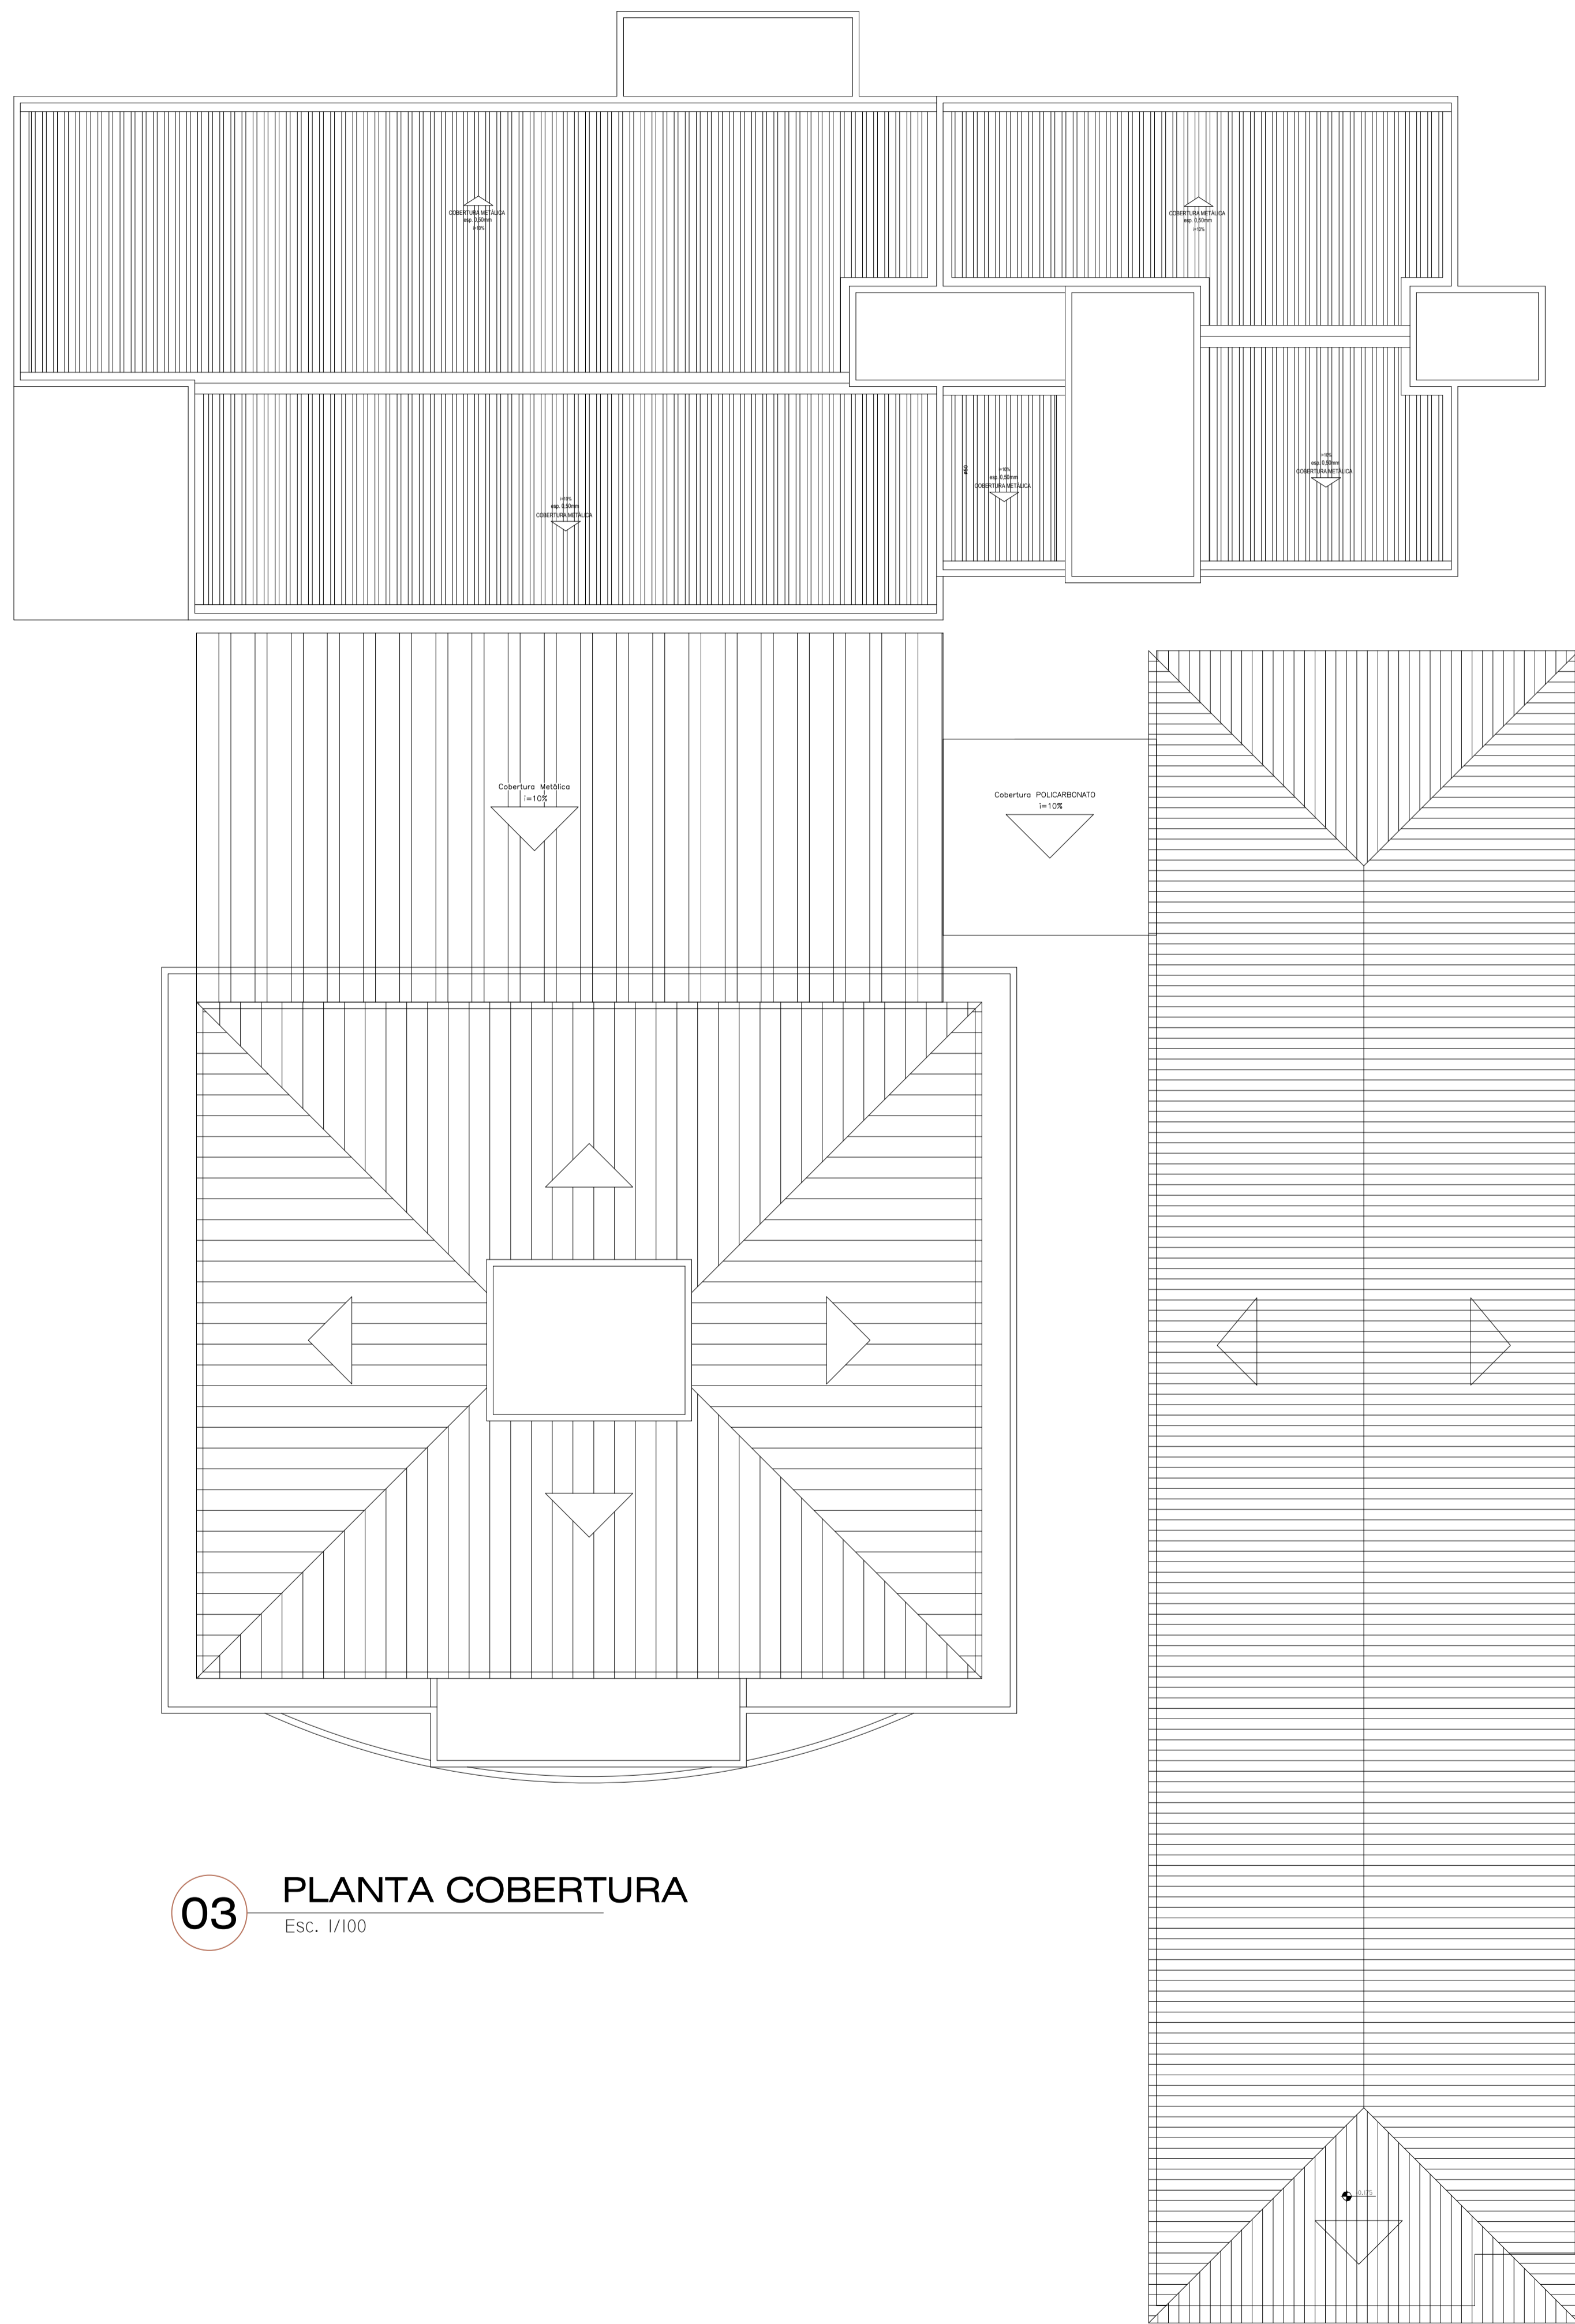 COBERTURA METÁLICA
esp. 0,50mm
i=10%
COBERTURA METÁLICA
esp. 0,50mm
i=10%
i=10%
esp. 0,50mm
COBERTURA METÁLICA
i=10%
esp. 0,50mm
COBERTURA METÁLICA
i=10%
esp. 0,50mm
COBERTURA METÁLICA
Cobertura Metálica
i=10%
Cobertura POLICARBONATO
i=10%
03
PLANTA COBERTURA
Esc. 1/100